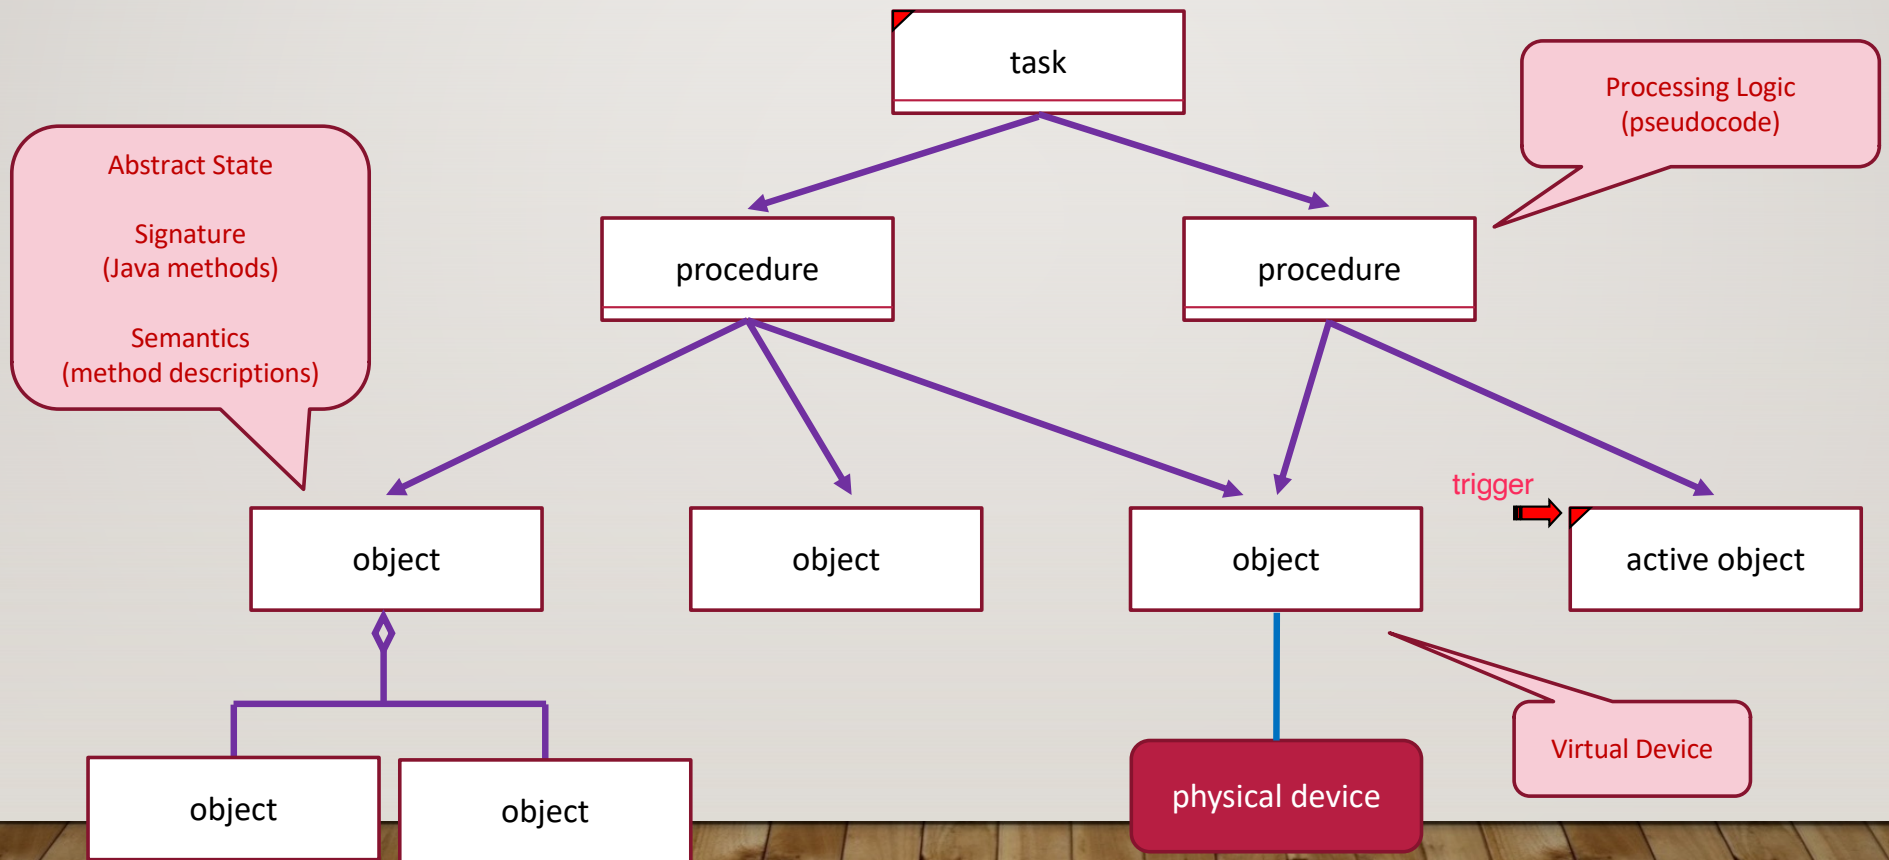 task
Processing Logic
(pseudocode)
Abstract State
Signature
(Java methods)
Semantics
(method descriptions)
procedure
procedure
trigger
object
object
object
active object
Virtual Device
physical device
object
object